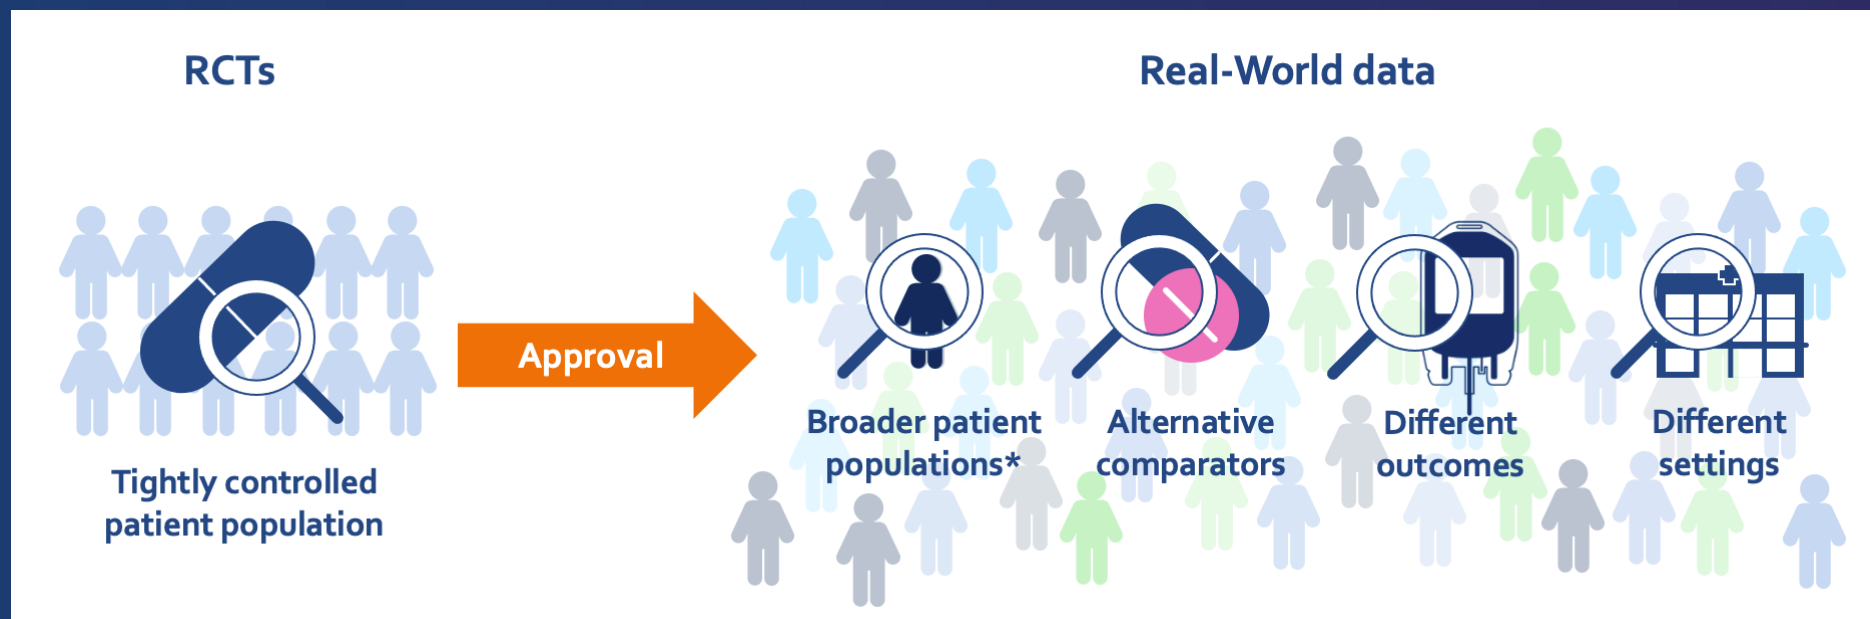 RCTs
Real-World data
Approval
Tightly controlled
patient population
Broader patient
populations*
Alternative
comparators
Different
outcomes
Different
settings